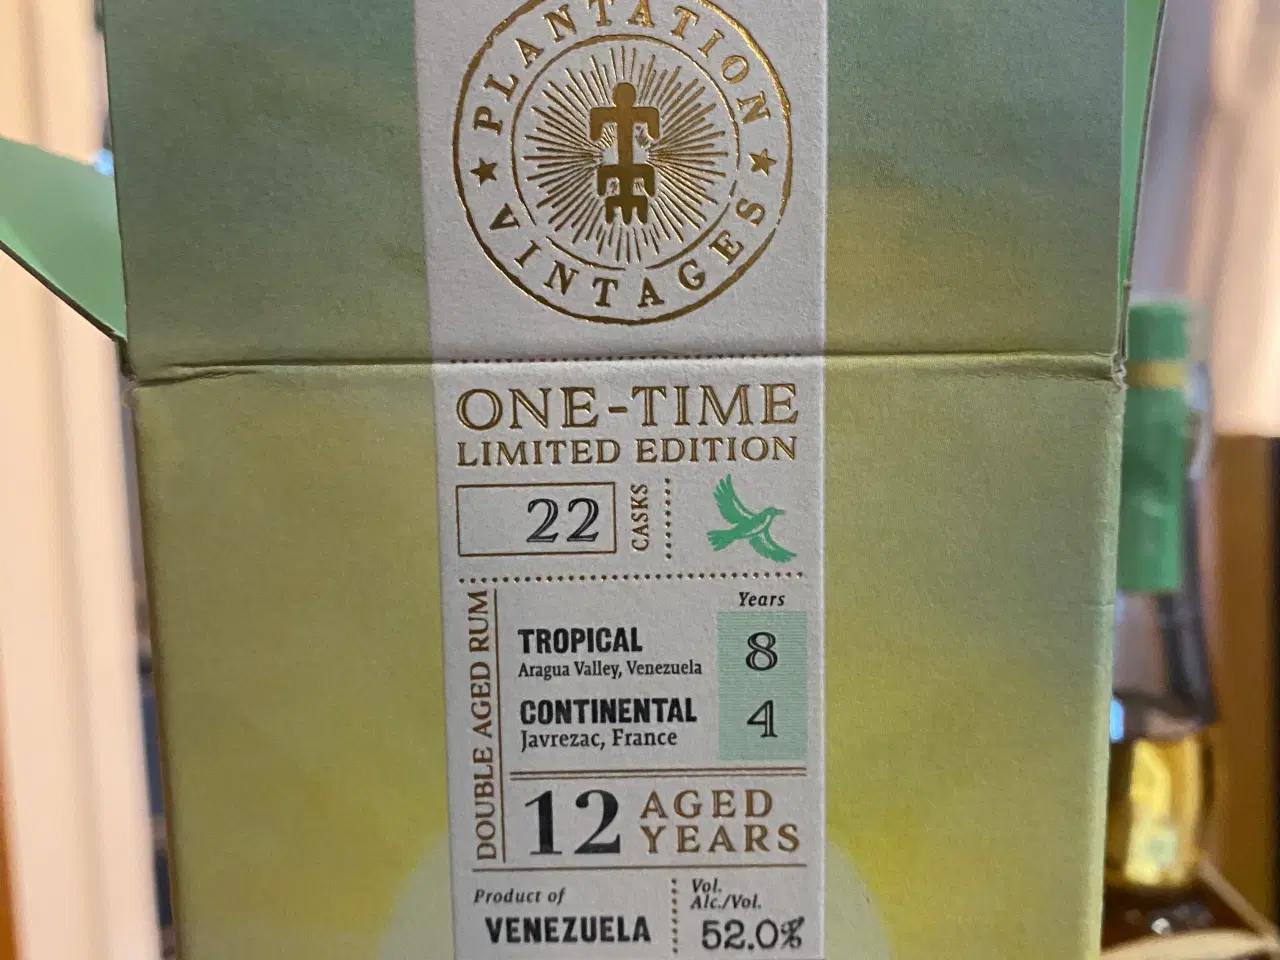 PLANTATION
VINTAGES
ONE-TIME
LIMITED EDITION
22 CASKS
DOUBLE AGED RUM
Years
TROPICAL 8
Aragua Valley, Venezuela
CONTINENTAL 4
Javrezac, France
12 AGED YEARS
Product of
VENEZUELA
Vol.
Alc./Vol.
52.0%